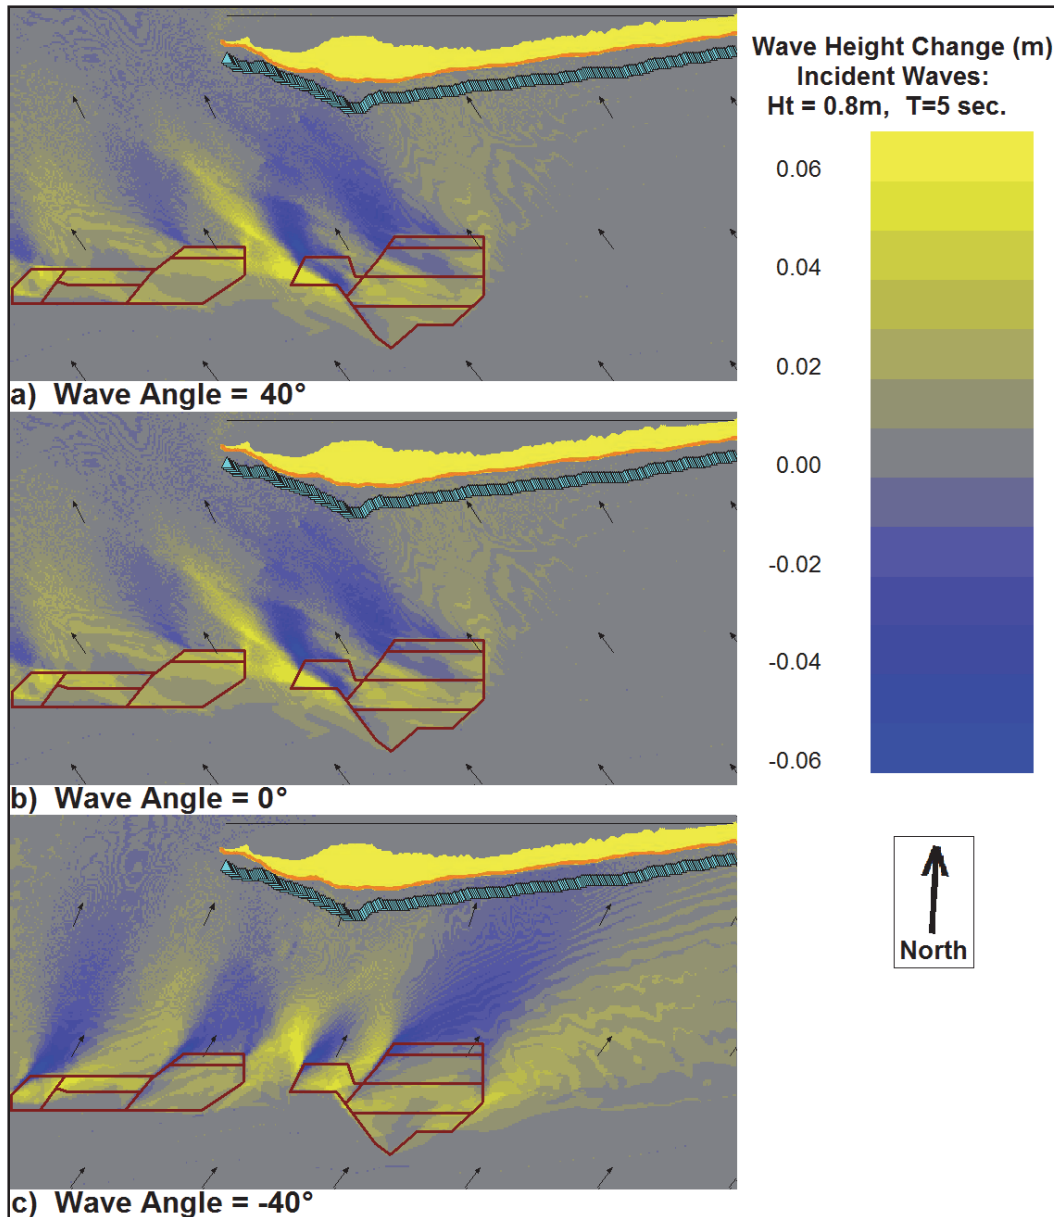 Wave Height Change (m)
Incident Waves:
Ht = 0.8m, T=5 sec.
0.06
0.04
0.02
0.00
-0.02
-0.04
-0.06
North
a) Wave Angle = 40°
b) Wave Angle = 0°
c) Wave Angle = -40°